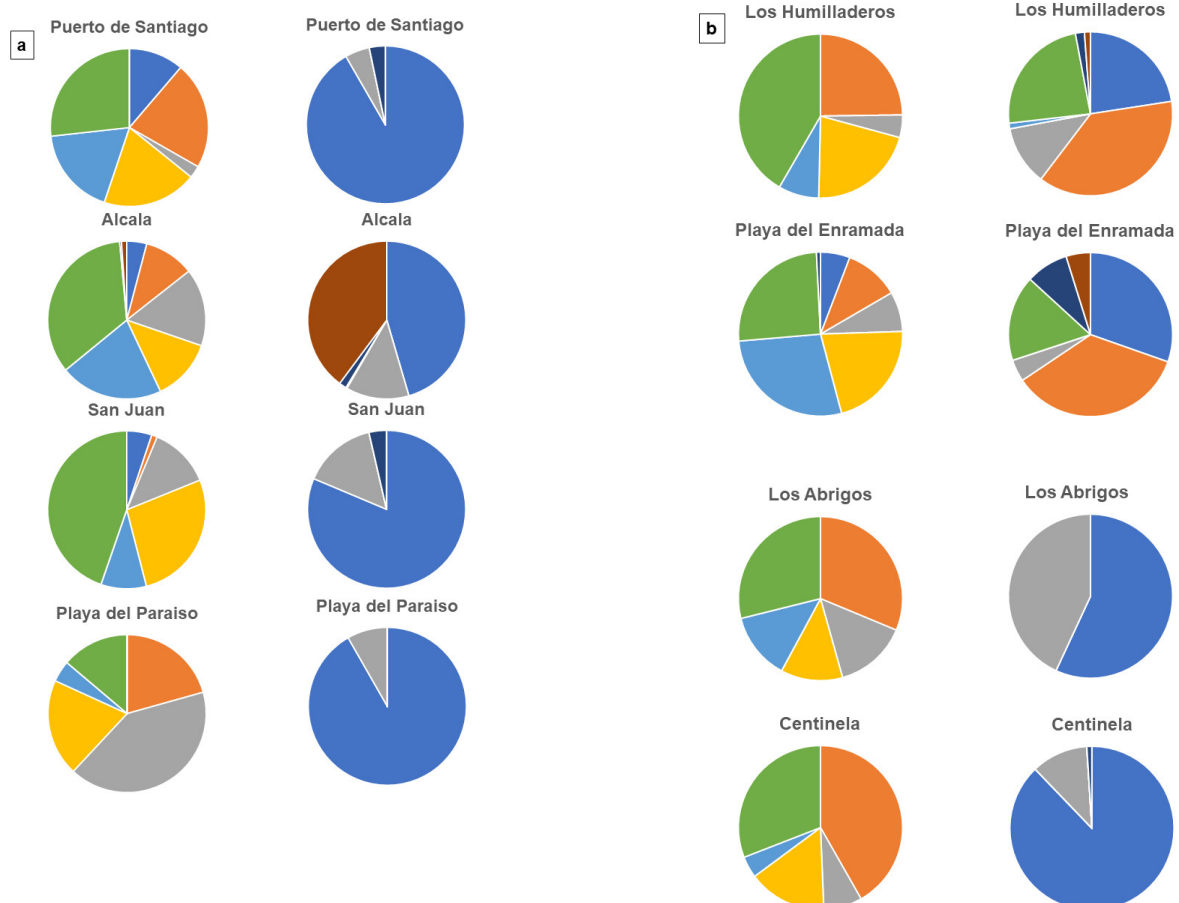 a
Puerto de Santiago
Puerto de Santiago
Alcala
Alcala
San Juan
San Juan
Playa del Paraiso
Playa del Paraiso
b
Los Humilladeros
Los Humilladeros
Playa del Enramada
Playa del Enramada
Los Abrigos
Los Abrigos
Centinela
Centinela